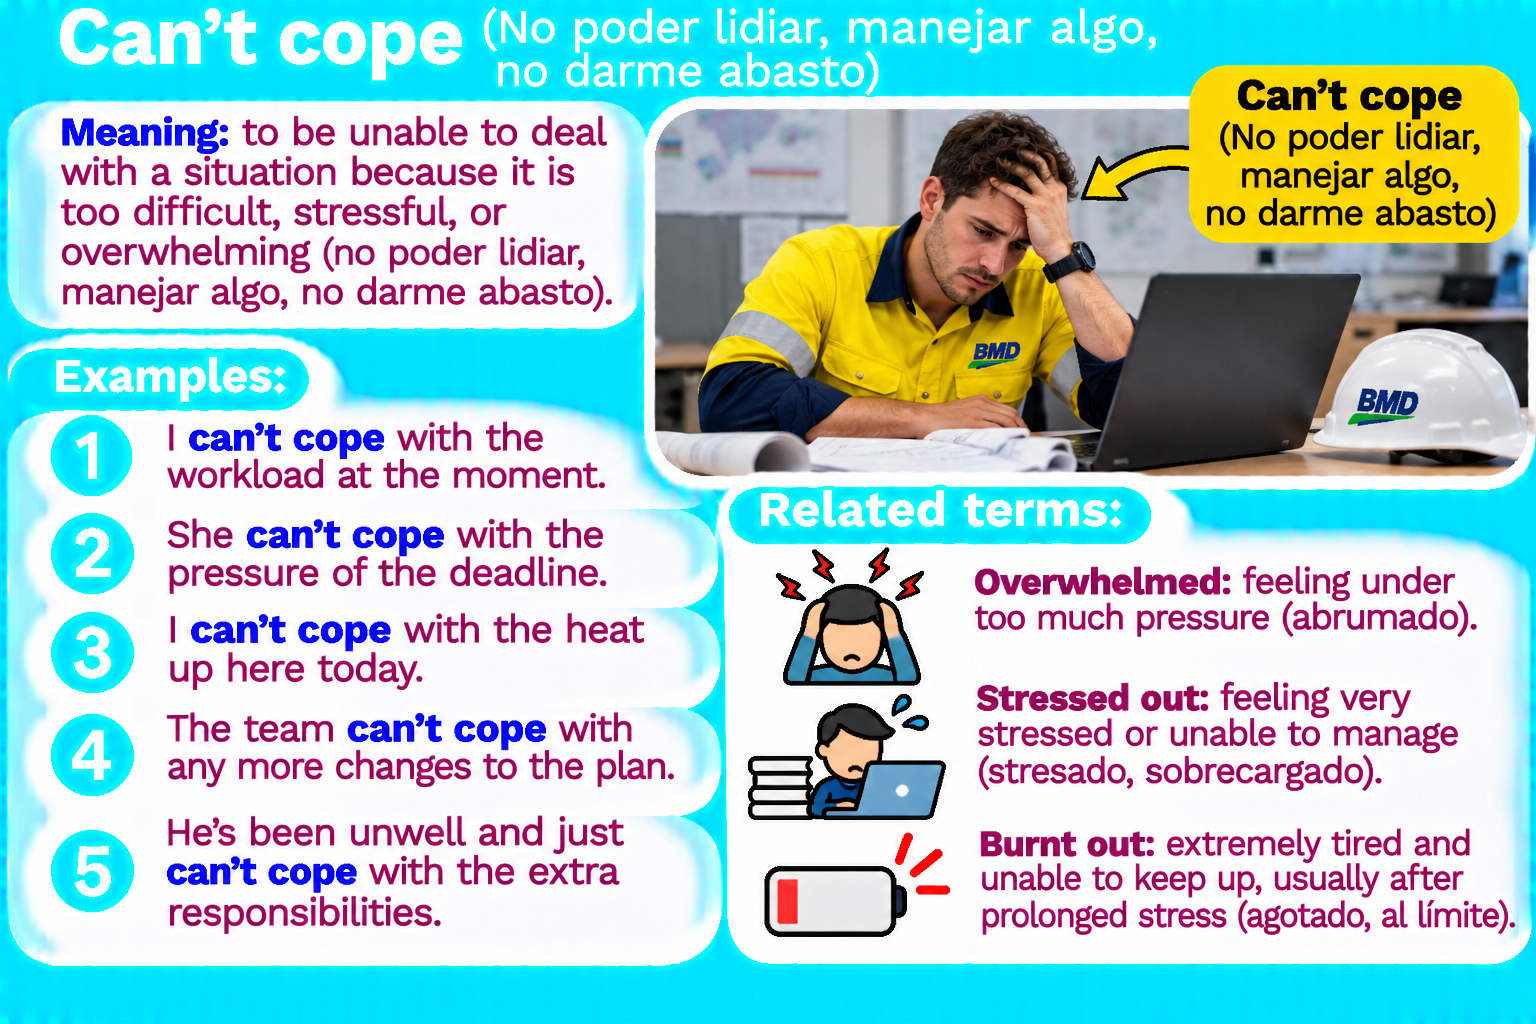 Can't cope (No poder lidiar, manejar algo,
no darme abasto)
Meaning: to be unable to deal
with a situation because it is
too difficult, stressful, or
overwhelming (no poder lidiar,
manejar algo, no darme abasto).
Can't cope
(No poder lidiar,
manejar algo,
no darme abasto)
BMD
BMD
Examples:
1 I can't cope with the
workload at the moment.
2 She can't cope with the
pressure of the deadline.
3 I can't cope with the heat
up here today.
4 The team can't cope with
any more changes to the plan.
5 He's been unwell and just
can't cope with the extra
responsibilities.
Related terms:
Overwhelmed: feeling under
too much pressure (abrumado).
Stressed out: feeling very
stressed or unable to manage
(stresado, sobrecargado).
Burnt out: extremely tired and
unable to keep up, usually after
prolonged stress (agotado, al límite).